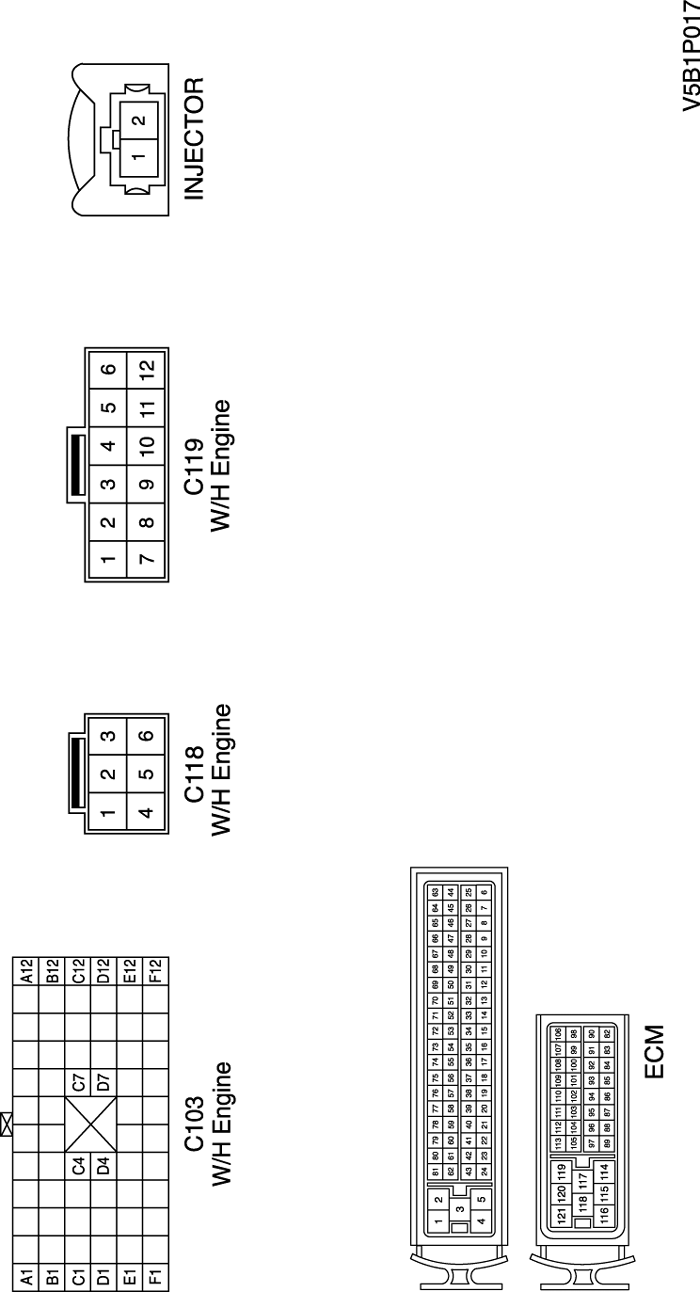 A1 A12
B1 B12
C1 C4 C7 C12
D1 D4 D7 D12
E1 E12
F1 F12
C103
W/H Engine
1 2 3
4 5 6
C118
W/H Engine
1 2 3 4 5 6
7 8 9 10 11 12
C119
W/H Engine
1 2
INJECTOR
1 2
3
4 5
81 80 79 78 77 76 75 74 73 72 71 70 69 68 67 66 65 64 63
62 61 60 59 58 57 56 55 54 53 52 51 50 49 48 47 46 45 44
43 42 41 40 39 38 37 36 35 34 33 32 31 30 29 28 27 26 25
24 23 22 21 20 19 18 17 16 15 14 13 12 11 10 9 8 7 6
121 120 119
118 117
116 115 114
113 112 111 110 109 108 107 106
105 104 103 102 101 100 99 98
97 96 95 94 93 92 91 90
89 88 87 86 85 84 83 82
ECM
V5B1P017